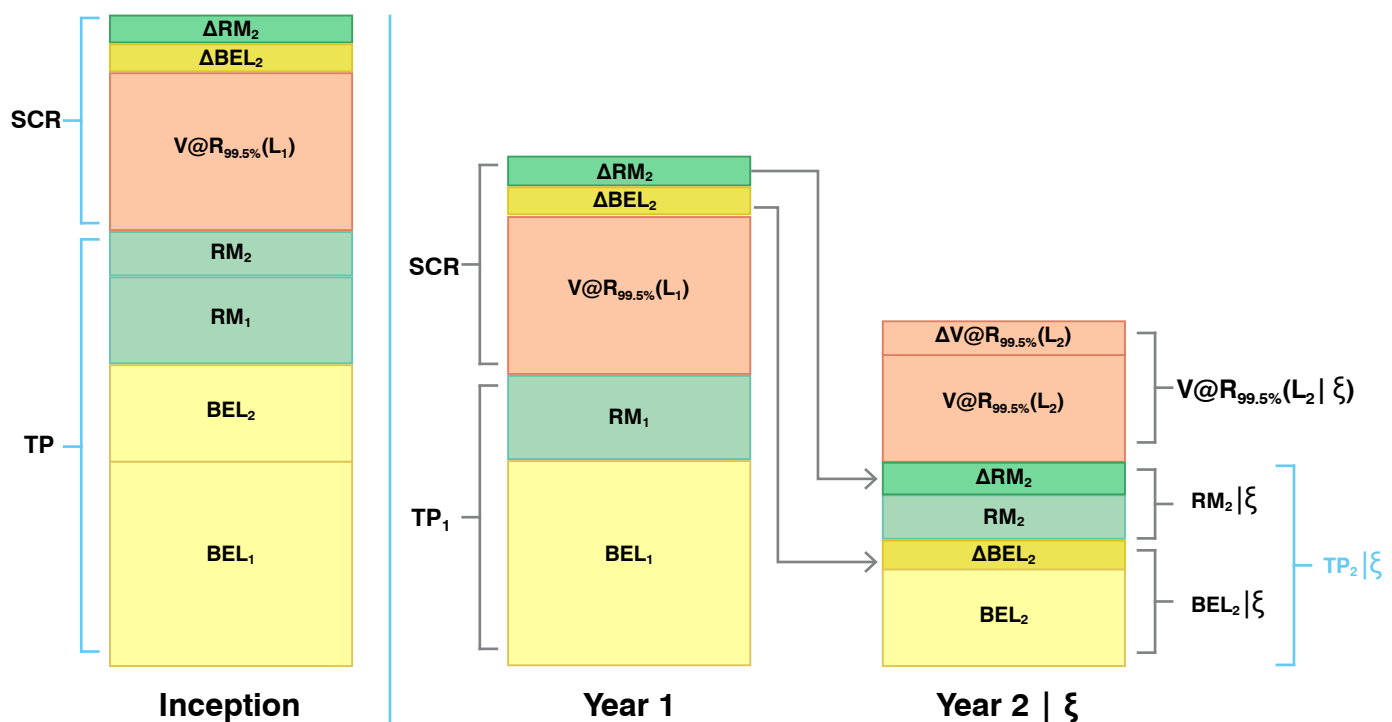 ΔRM₂
ΔBEL₂
SCR
V@R₉₉.₅%(L₁)
RM₂
RM₁
BEL₂
TP
BEL₁
Inception
ΔRM₂
ΔBEL₂
SCR
V@R₉₉.₅%(L₁)
RM₁
TP₁
BEL₁
Year 1
ΔV@R₉₉.₅%(L₂)
V@R₉₉.₅%(L₂)
V@R₉₉.₅%(L₂ | ξ)
ΔRM₂
RM₂
RM₂|ξ
ΔBEL₂
BEL₂
BEL₂|ξ
TP₂|ξ
Year 2 | ξ